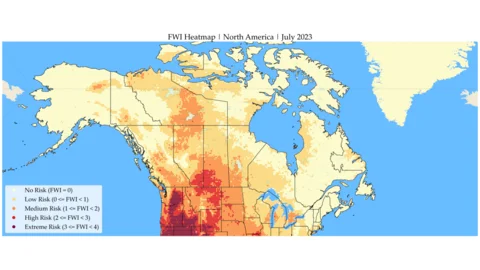 FWI Heatmap | North America | July 2023
No Risk (FWI = 0)
Low Risk (0 <= FWI < 1)
Medium Risk (1 <= FWI < 2)
High Risk (2 <= FWI < 3)
Extreme Risk (3 <= FWI < 4)